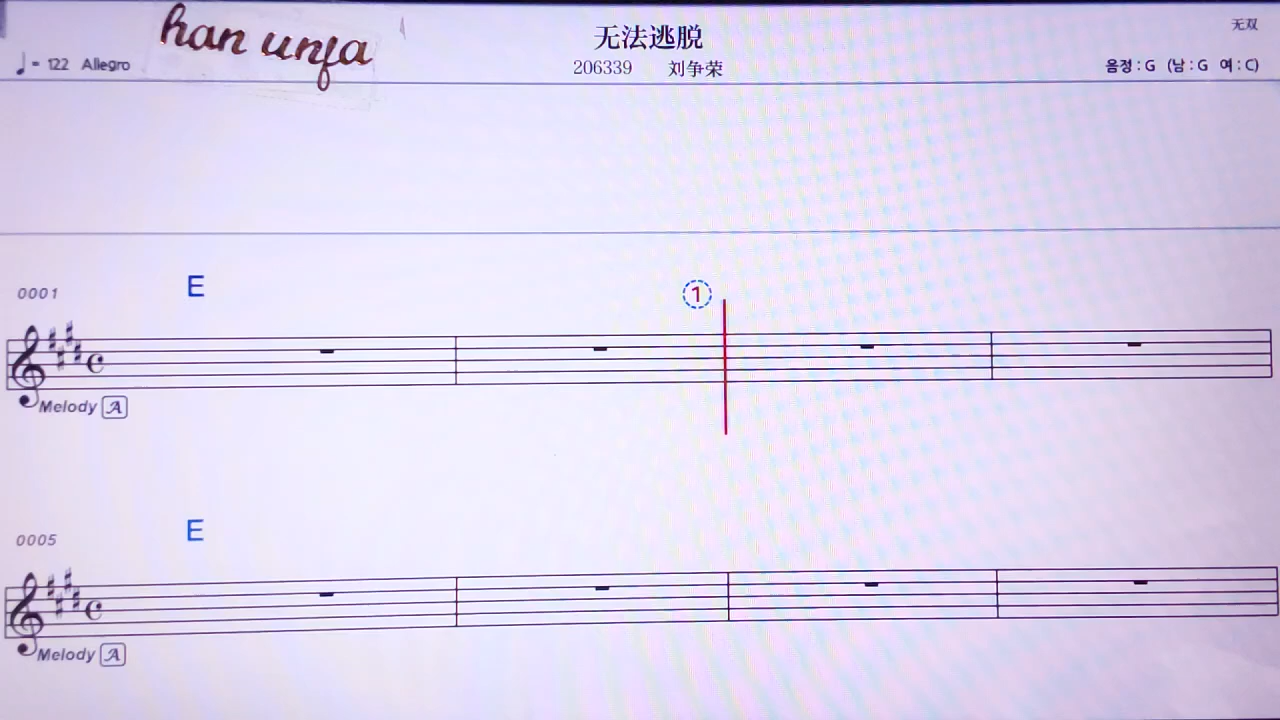 han unfa
无法逃脱
无双
♩= 122 Allegro
206339 刘争荣
음정 : G (남 : G 여 : C)
0001
E
1
Melody A
0005
E
Melody A